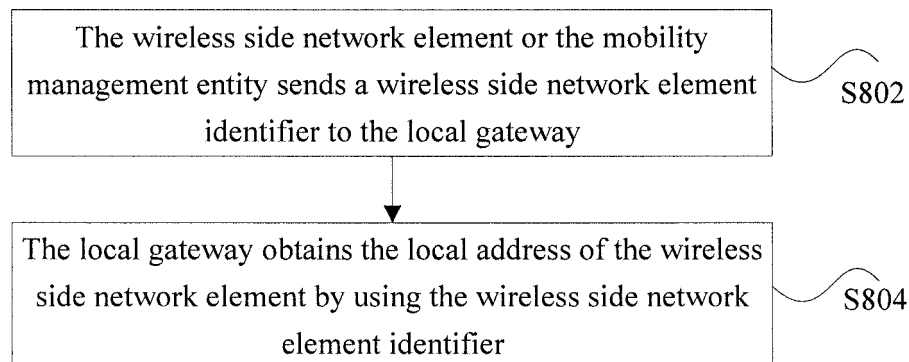 The wireless side network element or the mobility
management entity sends a wireless side network element
identifier to the local gateway
S802
The local gateway obtains the local address of the wireless
side network element by using the wireless side network
element identifier
S804